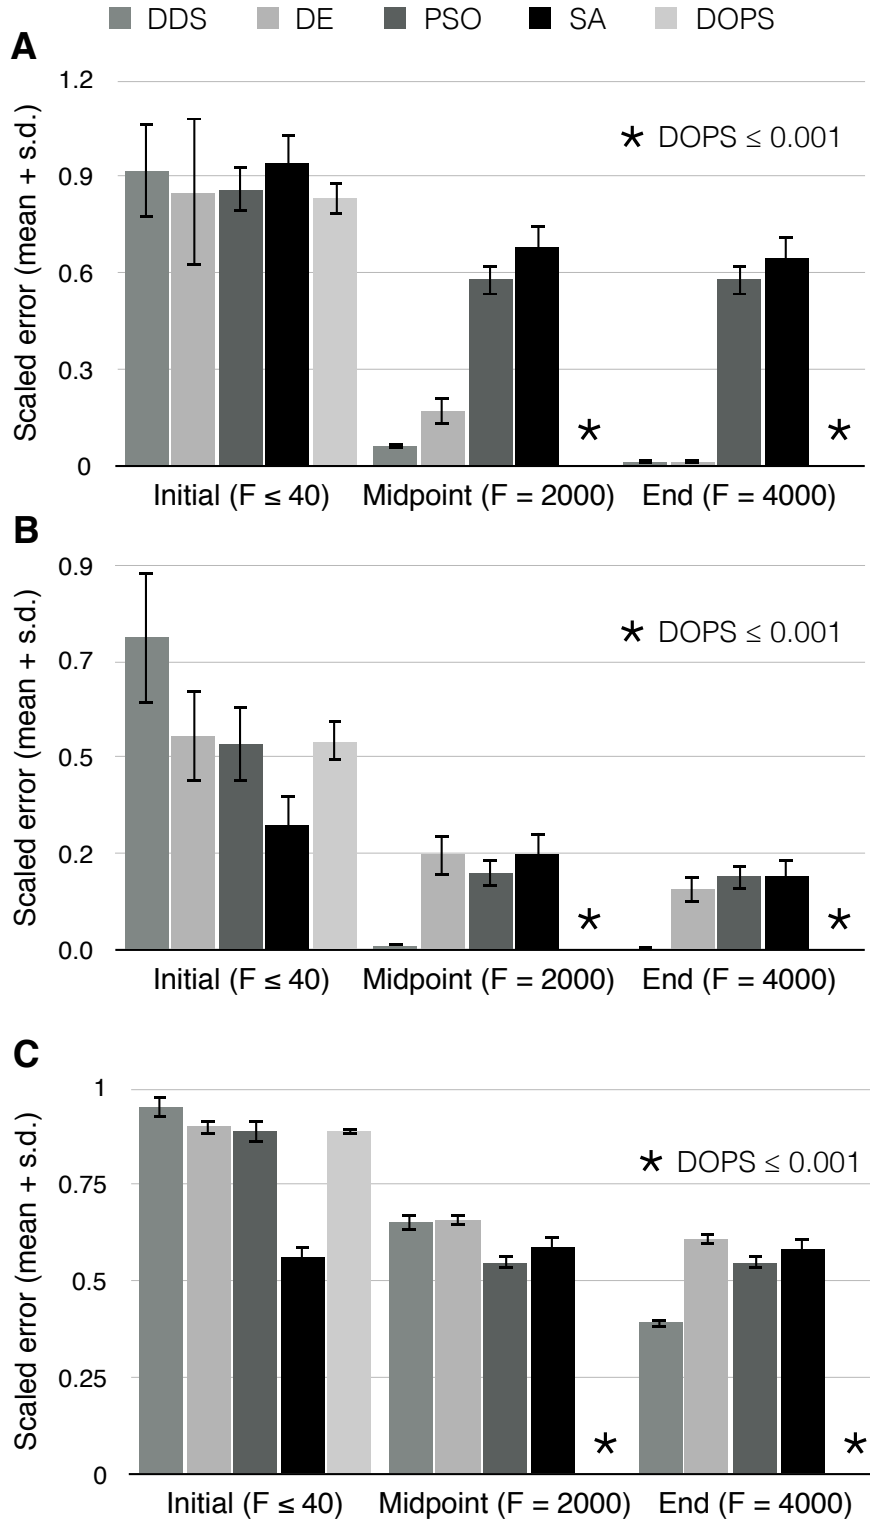 DDS DE PSO SA DOPS
A
Scaled error (mean + s.d.)
1.2
0.9
0.6
0.3
0
★ DOPS ≤ 0.001
★
★
Initial (F ≤ 40) Midpoint (F = 2000) End (F = 4000)
B
Scaled error (mean + s.d.)
0.9
0.7
0.5
0.2
0.0
★ DOPS ≤ 0.001
★
★
Initial (F ≤ 40) Midpoint (F = 2000) End (F = 4000)
C
Scaled error (mean + s.d.)
1
0.75
0.5
0.25
0
★ DOPS ≤ 0.001
★
★
Initial (F ≤ 40) Midpoint (F = 2000) End (F = 4000)